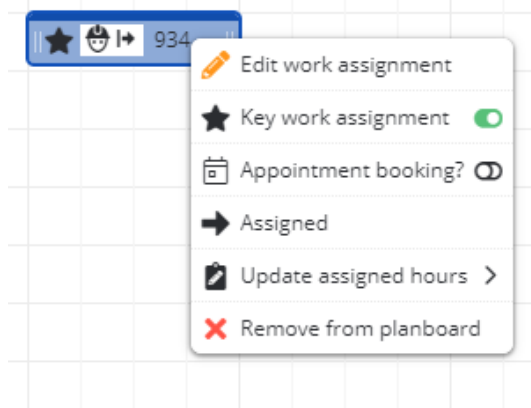 934
Edit work assignment
Key work assignment
Appointment booking?
Assigned
Update assigned hours
Remove from planboard